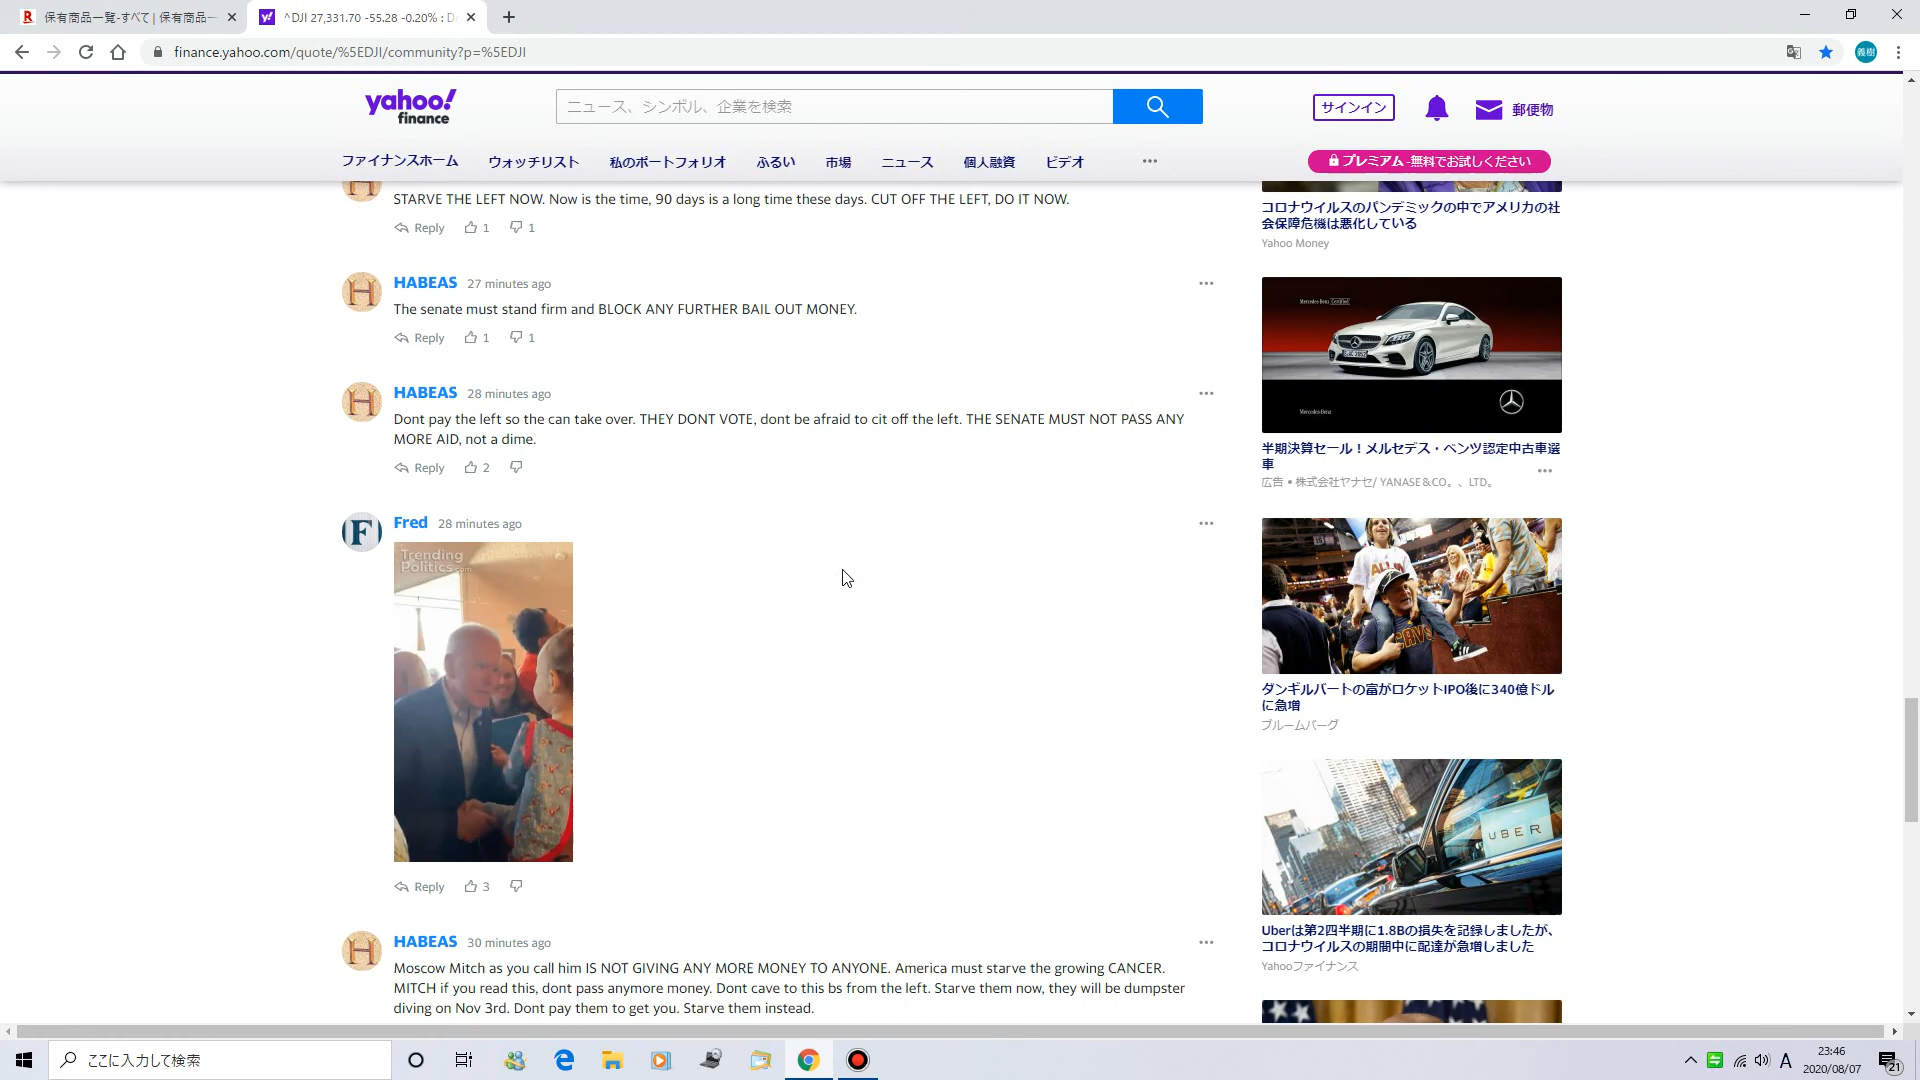 保有商品一覧-すべて | 保有商品一
^DJI 27,331.70 -55.28 -0.20% : D
finance.yahoo.com/quote/%5EDJI/community?p=%5EDJI
義樹
yahoo!
finance
ニュース、シンボル、企業を検索
サインイン
郵便物
ファイナンスホーム
ウォッチリスト
私のポートフォリオ
ふるい
市場
ニュース
個人融資
ビデオ
プレミアム-無料でお試しください
STARVE THE LEFT NOW. Now is the time, 90 days is a long time these days. CUT OFF THE LEFT, DO IT NOW.
Reply 1 1
HABEAS 27 minutes ago
The senate must stand firm and BLOCK ANY FURTHER BAIL OUT MONEY.
Reply 1 1
HABEAS 28 minutes ago
Dont pay the left so the can take over. THEY DONT VOTE, dont be afraid to cit off the left. THE SENATE MUST NOT PASS ANY
MORE AID, not a dime.
Reply 2
F
Fred 28 minutes ago
Trending
Politics.com
Reply 3
HABEAS 30 minutes ago
Moscow Mitch as you call him IS NOT GIVING ANY MORE MONEY TO ANYONE. America must starve the growing CANCER.
MITCH if you read this, dont pass anymore money. Dont cave to this bs from the left. Starve them now, they will be dumpster
diving on Nov 3rd. Dont pay them to get you. Starve them instead.
コロナウイルスのパンデミックの中でアメリカの社
会保障危機は悪化している
Yahoo Money
Mercedes-Benz Certified
Mercedes-Benz
半期決算セール！メルセデス・ベンツ認定中古車選
車
広告 • 株式会社ヤナセ/ YANASE＆CO。、LTD。
ALL IN
CAVS
ダンギルバートの富がロケットIPO後に340億ドル
に急増
ブルームバーグ
UBER
Uberは第2四半期に1.8Bの損失を記録しましたが、
コロナウイルスの期間中に配達が急増しました
Yahooファイナンス
ここに入力して検索
A
23:46
2020/08/07
21